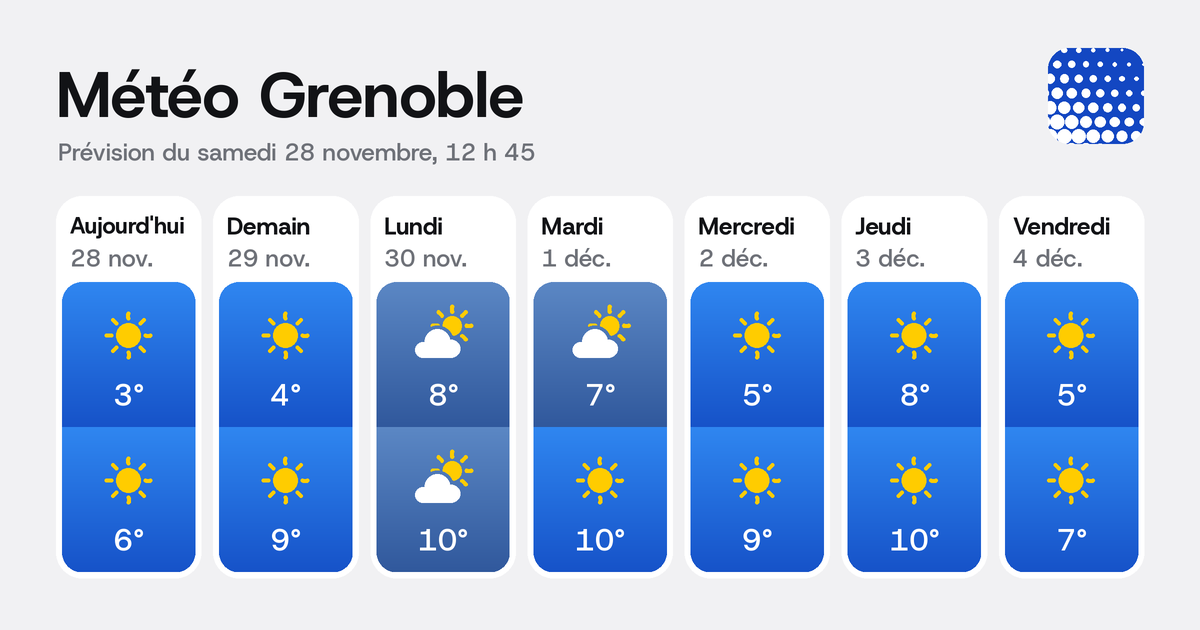 Météo Grenoble
Prévision du samedi 28 novembre, 12 h 45
Aujourd'hui
28 nov.
3°
6°
Demain
29 nov.
4°
9°
Lundi
30 nov.
8°
10°
Mardi
1 déc.
7°
10°
Mercredi
2 déc.
5°
9°
Jeudi
3 déc.
8°
10°
Vendredi
4 déc.
5°
7°